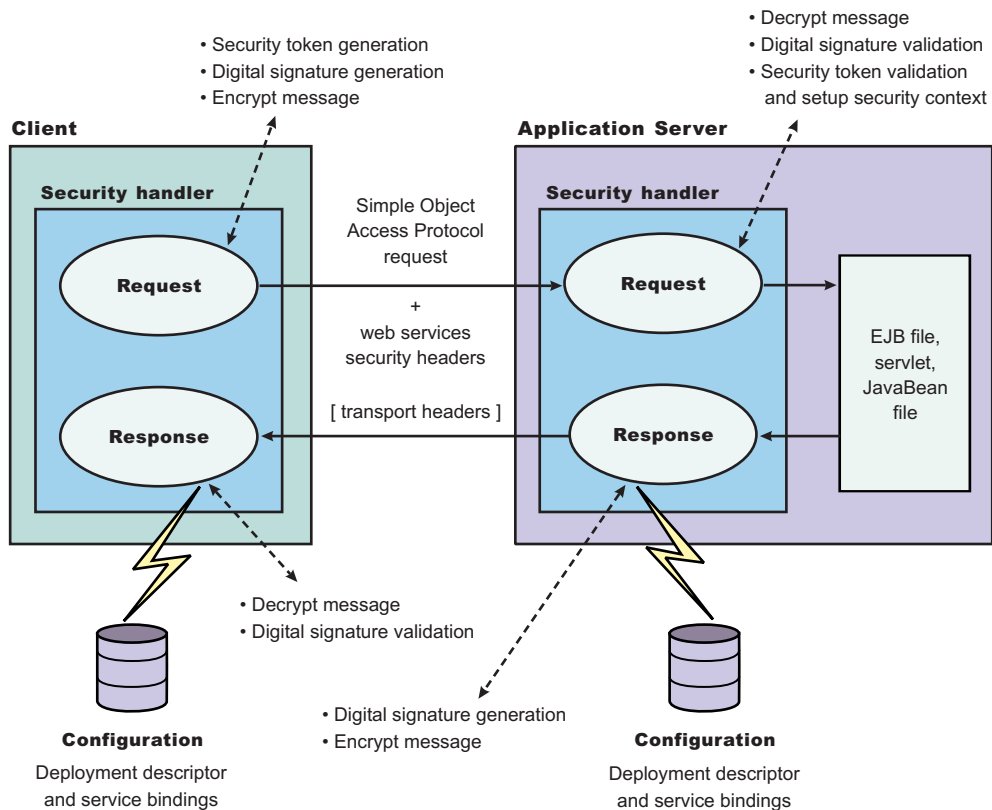 • Security token generation
• Digital signature generation
• Encrypt message
• Decrypt message
• Digital signature validation
• Security token validation
and setup security context
Client
Application Server
Security handler
Simple Object
Access Protocol
request
Security handler
Request
Request
+
web services
security headers
EJB file,
servlet,
JavaBean
file
[ transport headers ]
Response
Response
• Decrypt message
• Digital signature validation
• Digital signature generation
• Encrypt message
Configuration
Deployment descriptor
and service bindings
Configuration
Deployment descriptor
and service bindings